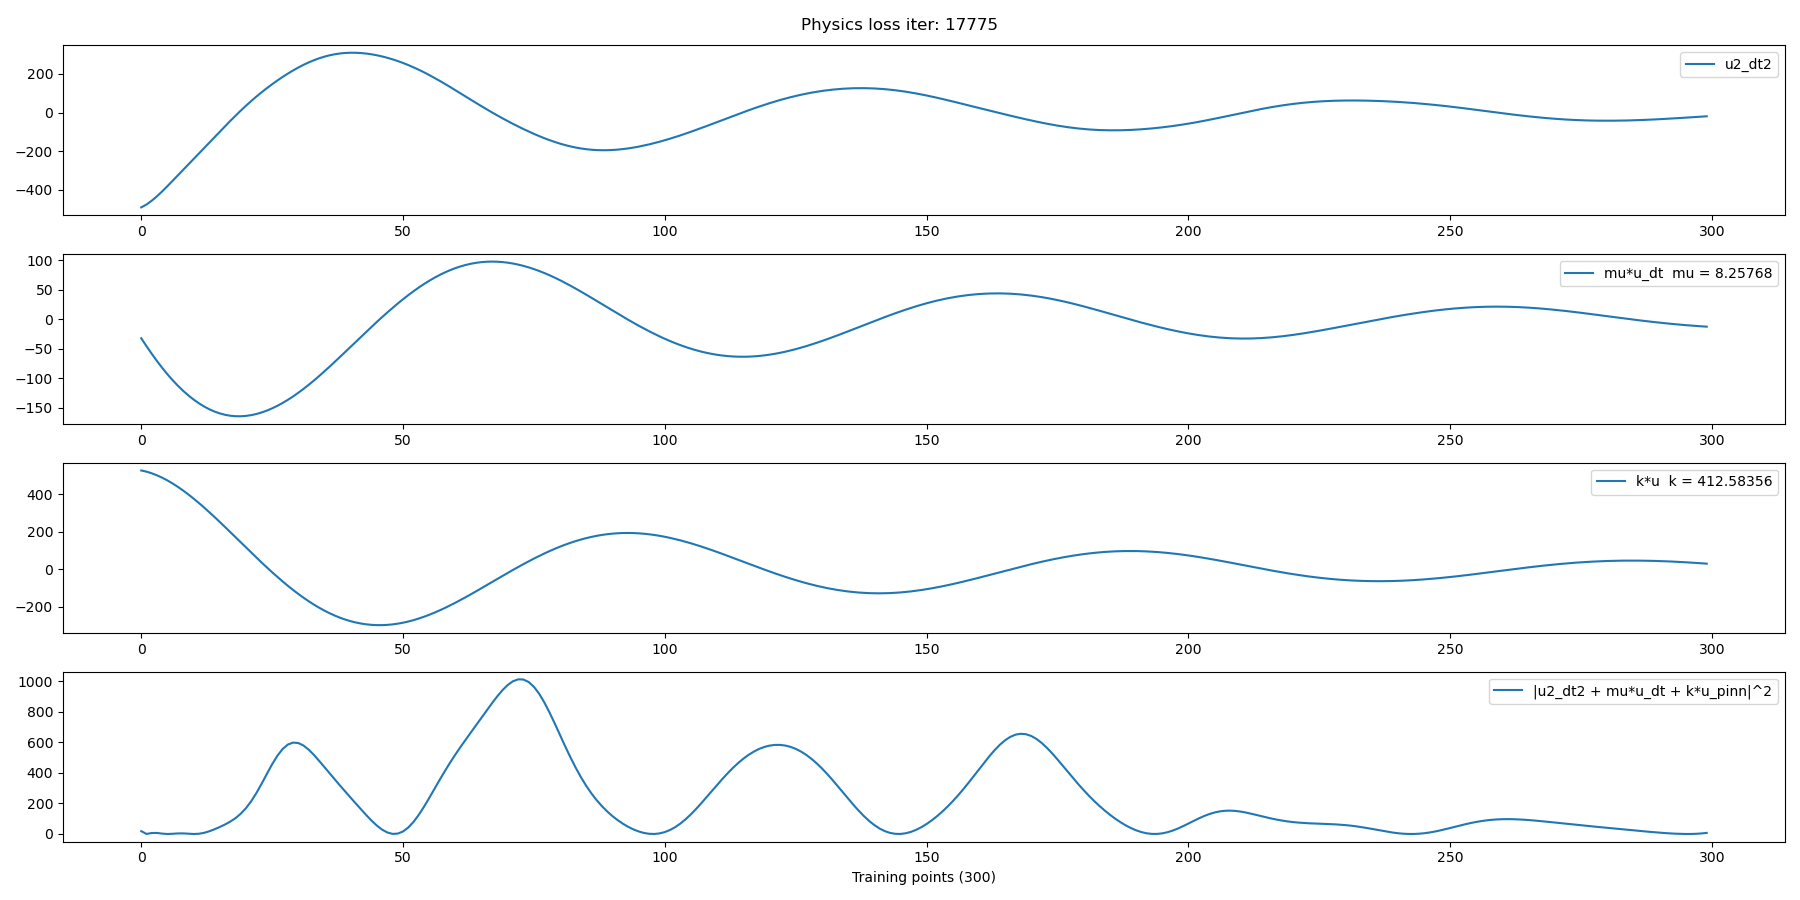 Physics loss iter: 17775
200
0
−200
−400
u2_dt2
0 50 100 150 200 250 300
100
50
0
−50
−100
−150
mu*u_dt  mu = 8.25768
0 50 100 150 200 250 300
400
200
0
−200
k*u  k = 412.58356
0 50 100 150 200 250 300
1000
800
600
400
200
0
|u2_dt2 + mu*u_dt + k*u_pinn|^2
0 50 100 150 200 250 300
Training points (300)